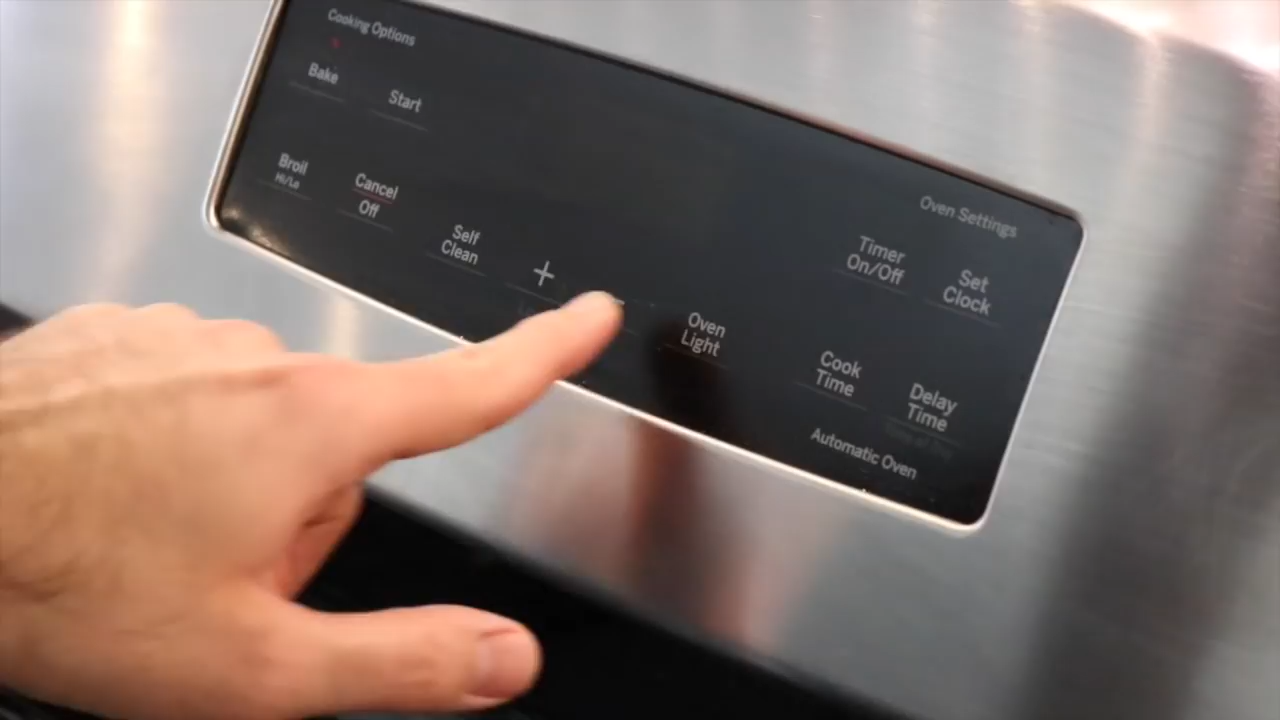 Cooking Options
Bake
Start
Broil
Hi/Lo
Cancel
Off
Self
Clean
+
Oven
Light
Oven Settings
Timer
On/Off
Set
Clock
Cook
Time
Delay
Time
Automatic Oven